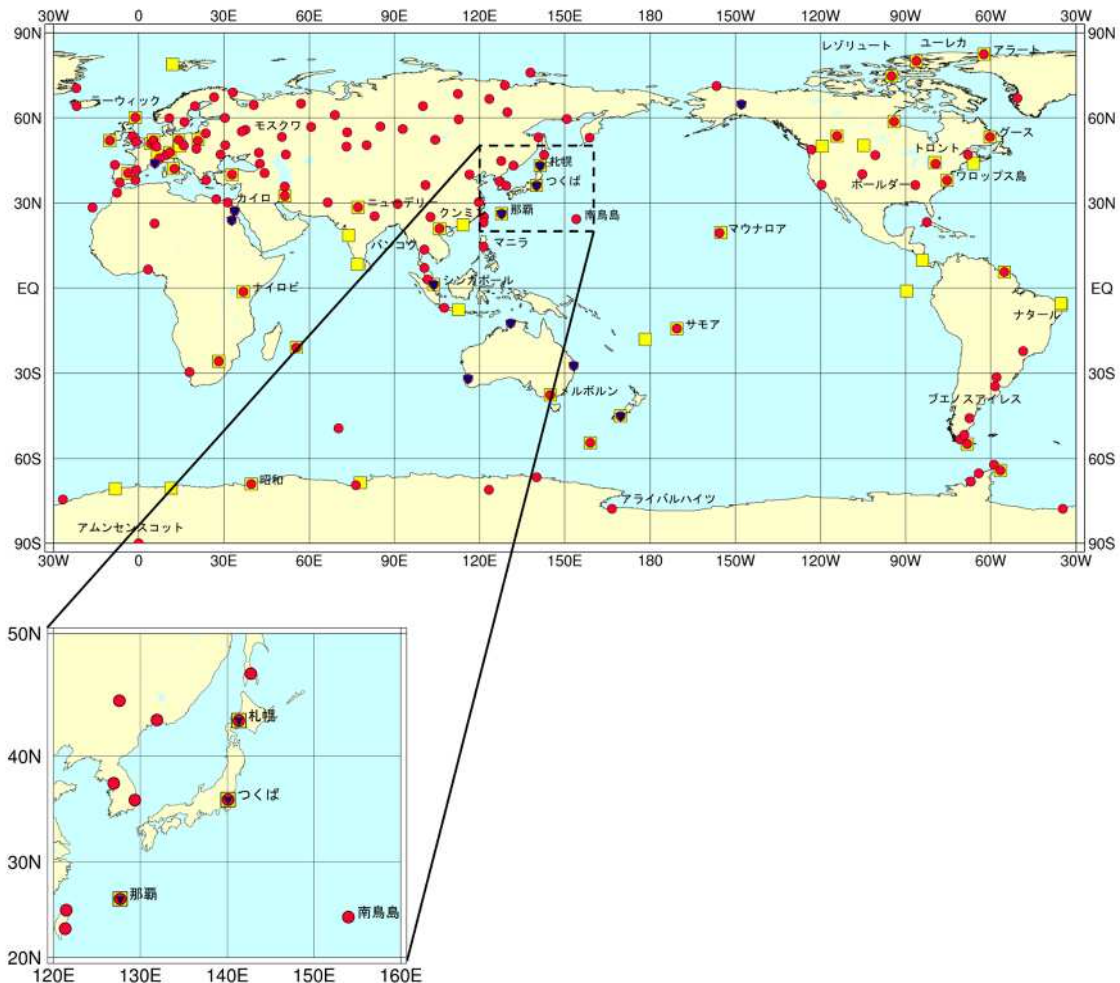 30W 0 30E 60E 90E 120E 150E 180 150W 120W 90W 60W 30W
90N 90N
レゾリュート ユーレカ アラート
ラーウィック
60N 60N
モスクワ グース
トロント
札幌
つくば ボールダー ワロップス島
30N カイロ ニューデリー クンミン 那覇 南鳥島 30N
バンコク マニラ マウナロア
シンガポール
EQ ナイロビ EQ
ナタール
サモア
30S 30S
メルボルン ブエノスアイレス
60S 60S
昭和 アライバルハイツ
アムンセンスコット
90S 90S
30W 0 30E 60E 90E 120E 150E 180 150W 120W 90W 60W 30W
50N
札幌
40N
つくば
30N
那覇 南鳥島
20N
120E 130E 140E 150E 160E